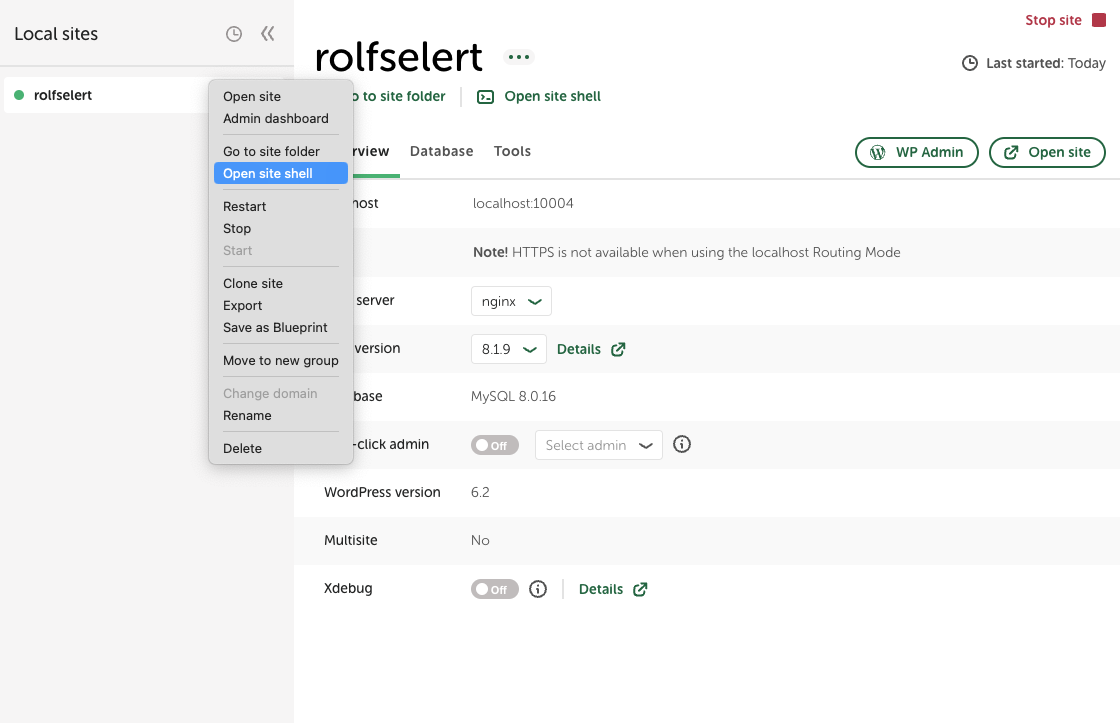 Local sites
rolfselert
Open site
Admin dashboard
Go to site folder
Open site shell
Restart
Stop
Start
Clone site
Export
Save as Blueprint
Move to new group
Change domain
Rename
Delete
Stop site
rolfselert
Last started: Today
o to site folder
Open site shell
rview
Database
Tools
WP Admin
Open site
host
localhost:10004
Note! HTTPS is not available when using the localhost Routing Mode
server
nginx
version
8.1.9
Details
base
MySQL 8.0.16
-click admin
Off
Select admin
WordPress version
6.2
Multisite
No
Xdebug
Off
Details